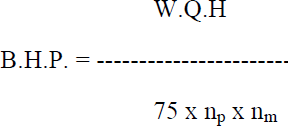 W.Q.H
B.H.P. = -----------------------
75 x nₚ x nₘ